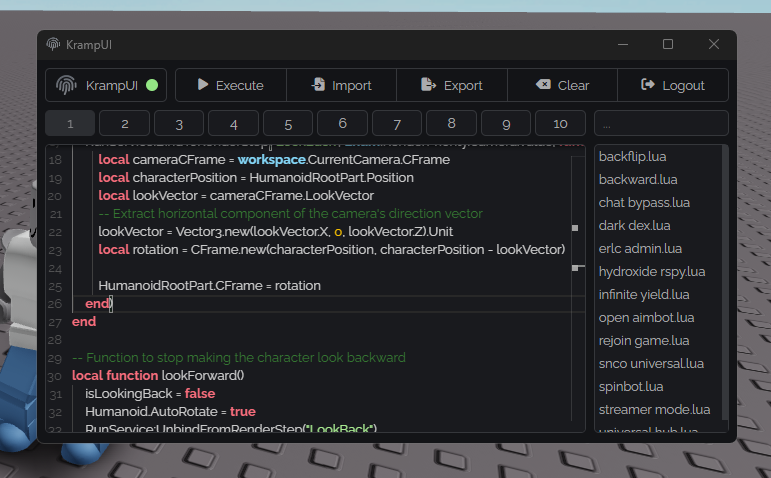 KrampUI
KrampUI Execute Import Export Clear Logout
1 2 3 4 5 6 7 8 9 10 ...
18 local cameraCFrame = workspace.CurrentCamera.CFrame
19 local characterPosition = HumanoidRootPart.Position
20 local lookVector = cameraCFrame.LookVector
21 -- Extract horizontal component of the camera's direction vector
22 lookVector = Vector3.new(lookVector.X, 0, lookVector.Z).Unit
23 local rotation = CFrame.new(characterPosition, characterPosition - lookVector)
24
25 HumanoidRootPart.CFrame = rotation
26 end)
27 end
28
29 -- Function to stop making the character look backward
30 local function lookForward()
31 isLookingBack = false
32 Humanoid.AutoRotate = true
33 RunService:UnbindFromRenderStep("LookBack")
backflip.lua
backward.lua
chat bypass.lua
dark dex.lua
erlc admin.lua
hydroxide rspy.lua
infinite yield.lua
open aimbot.lua
rejoin game.lua
snco universal.lua
spinbot.lua
streamer mode.lua
universal hub.lua